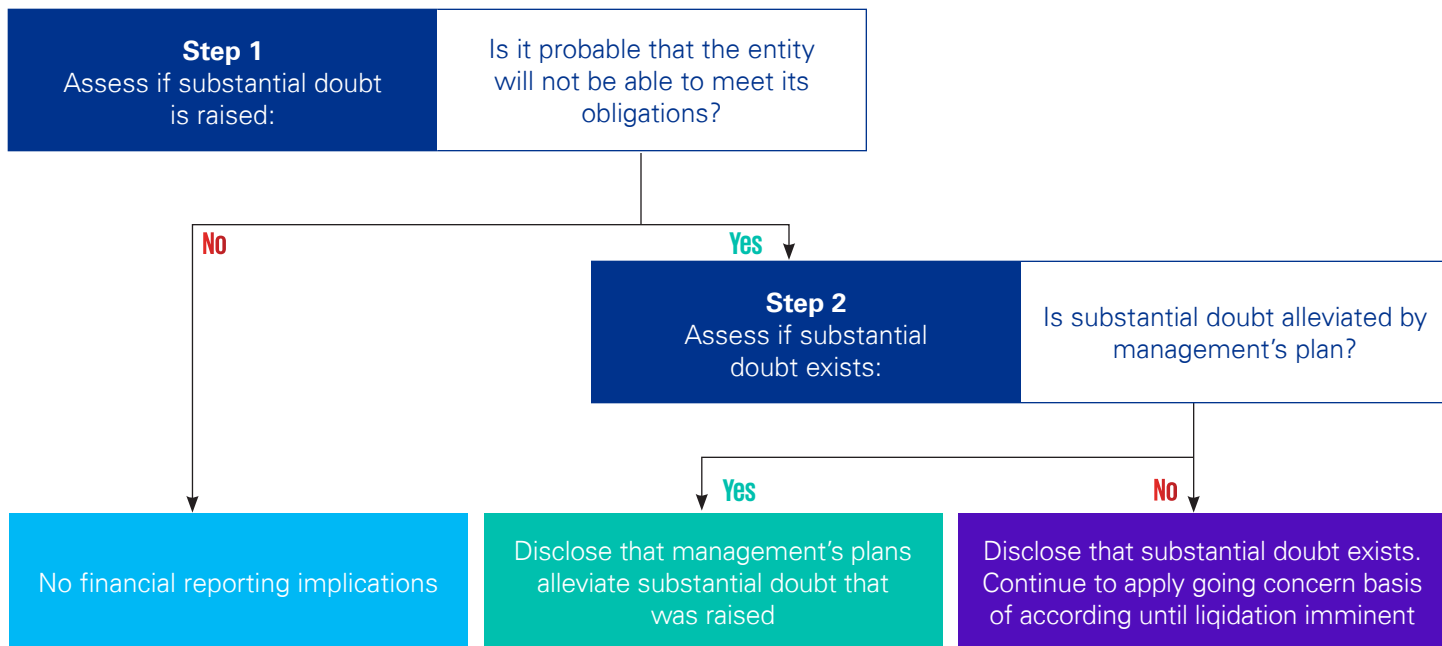 Step 1
Assess if substantial doubt
is raised:
Is it probable that the entity
will not be able to meet its
obligations?
No
Yes
Step 2
Assess if substantial
doubt exists:
Is substantial doubt alleviated by
management’s plan?
Yes
No
No financial reporting implications
Disclose that management’s plans
alleviate substantial doubt that
was raised
Disclose that substantial doubt exists.
Continue to apply going concern basis
of according until liqidation imminent